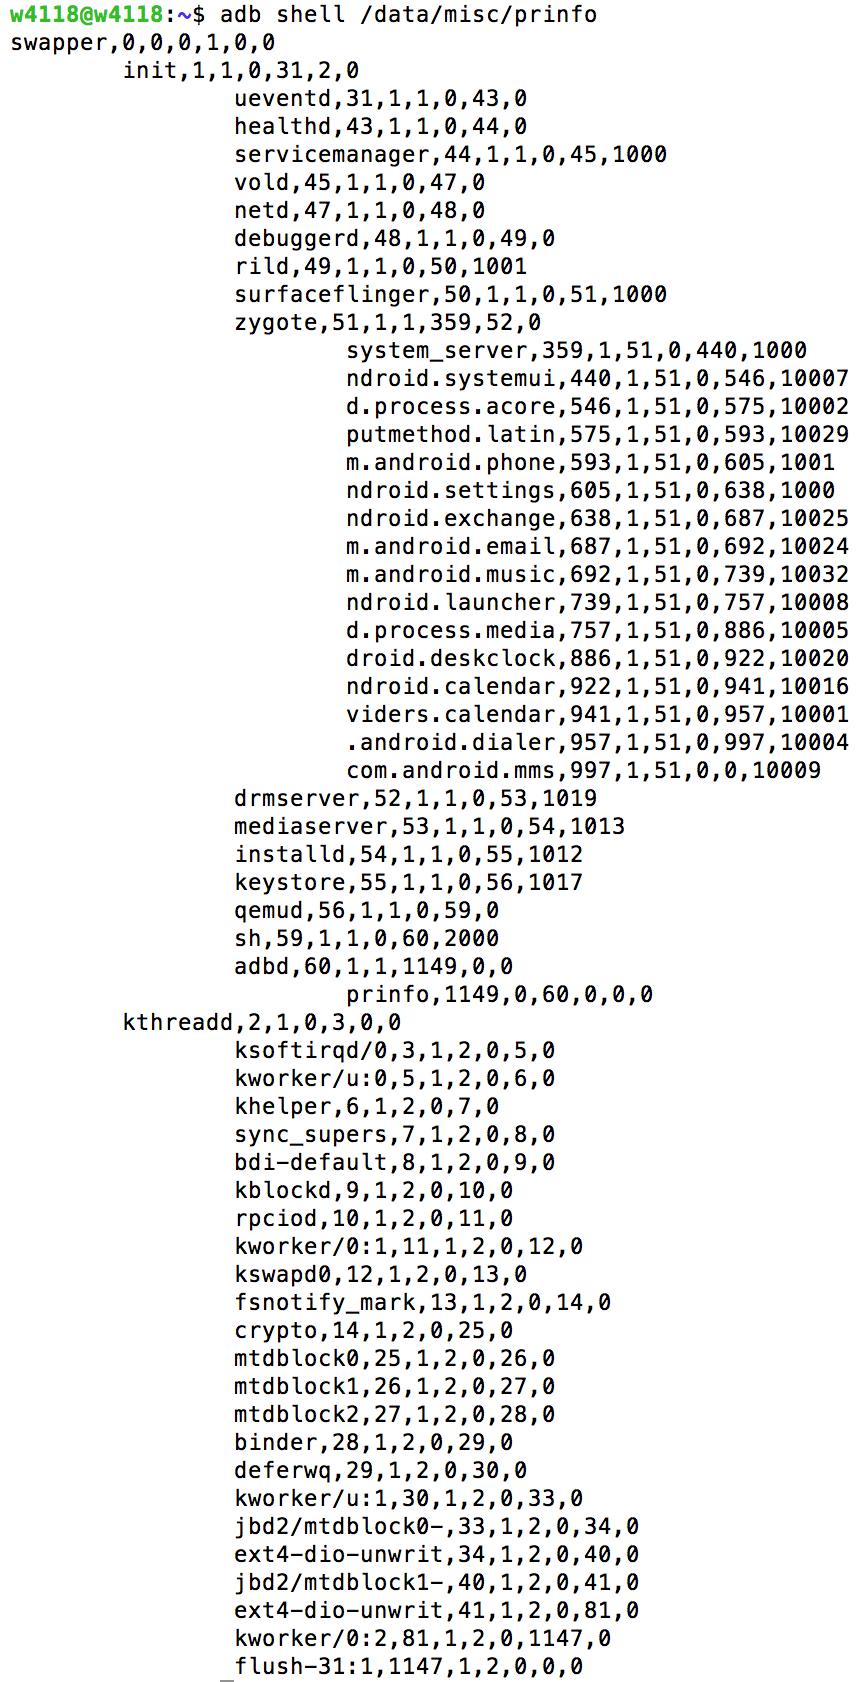 w4118@w4118:~$ adb shell /data/misc/prinfo
swapper,0,0,0,1,0,0
init,1,1,0,31,2,0
ueventd,31,1,1,0,43,0
healthd,43,1,1,0,44,0
servicemanager,44,1,1,0,45,1000
vold,45,1,1,0,47,0
netd,47,1,1,0,48,0
debuggerd,48,1,1,0,49,0
rild,49,1,1,0,50,1001
surfaceflinger,50,1,1,0,51,1000
zygote,51,1,1,359,52,0
system_server,359,1,51,0,440,1000
ndroid.systemui,440,1,51,0,546,10007
d.process.acore,546,1,51,0,575,10002
putmethod.latin,575,1,51,0,593,10029
m.android.phone,593,1,51,0,605,1001
ndroid.settings,605,1,51,0,638,1000
ndroid.exchange,638,1,51,0,687,10025
m.android.email,687,1,51,0,692,10024
m.android.music,692,1,51,0,739,10032
ndroid.launcher,739,1,51,0,757,10008
d.process.media,757,1,51,0,886,10005
droid.deskclock,886,1,51,0,922,10020
ndroid.calendar,922,1,51,0,941,10016
viders.calendar,941,1,51,0,957,10001
.android.dialer,957,1,51,0,997,10004
com.android.mms,997,1,51,0,0,10009
drmserver,52,1,1,0,53,1019
mediaserver,53,1,1,0,54,1013
installd,54,1,1,0,55,1012
keystore,55,1,1,0,56,1017
qemud,56,1,1,0,59,0
sh,59,1,1,0,60,2000
adbd,60,1,1,1149,0,0
prinfo,1149,0,60,0,0,0
kthreadd,2,1,0,3,0,0
ksoftirqd/0,3,1,2,0,5,0
kworker/u:0,5,1,2,0,6,0
khelper,6,1,2,0,7,0
sync_supers,7,1,2,0,8,0
bdi-default,8,1,2,0,9,0
kblockd,9,1,2,0,10,0
rpciod,10,1,2,0,11,0
kworker/0:1,11,1,2,0,12,0
kswapd0,12,1,2,0,13,0
fsnotify_mark,13,1,2,0,14,0
crypto,14,1,2,0,25,0
mtdblock0,25,1,2,0,26,0
mtdblock1,26,1,2,0,27,0
mtdblock2,27,1,2,0,28,0
binder,28,1,2,0,29,0
deferwq,29,1,2,0,30,0
kworker/u:1,30,1,2,0,33,0
jbd2/mtdblock0-,33,1,2,0,34,0
ext4-dio-unwrit,34,1,2,0,40,0
jbd2/mtdblock1-,40,1,2,0,41,0
ext4-dio-unwrit,41,1,2,0,81,0
kworker/0:2,81,1,2,0,1147,0
_flush-31:1,1147,1,2,0,0,0